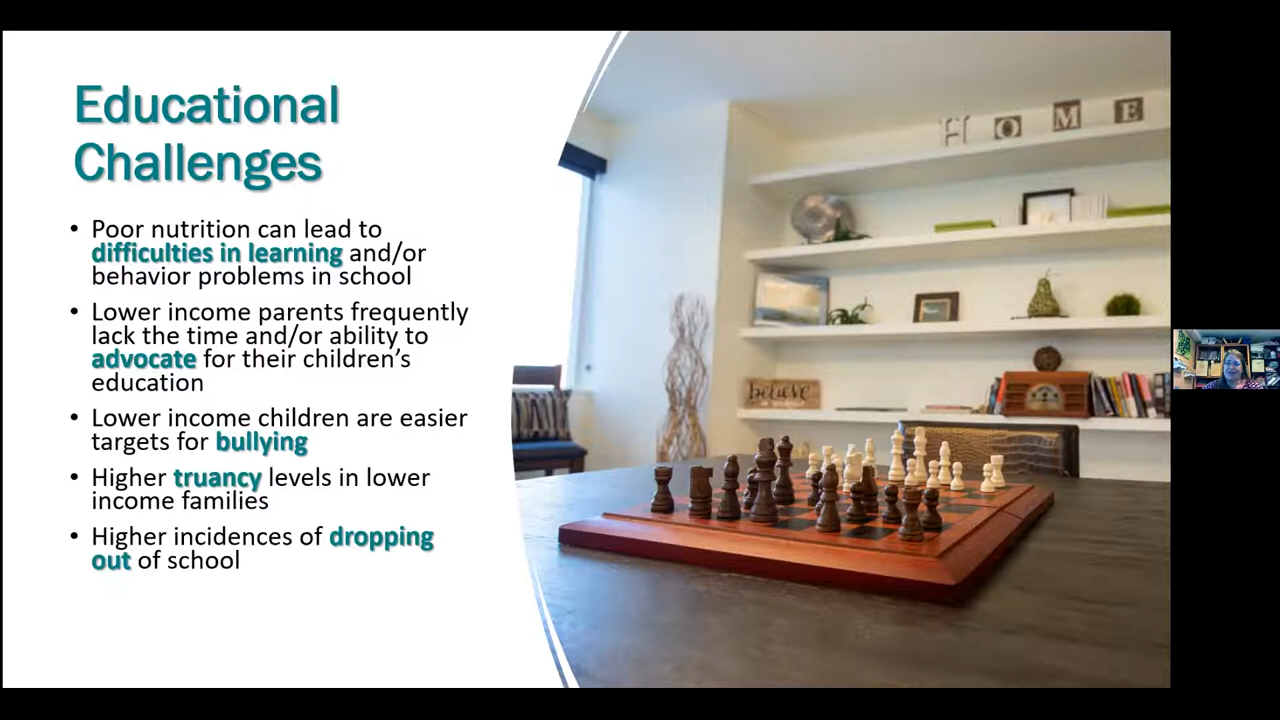 Educational
Challenges
• Poor nutrition can lead to
difficulties in learning and/or
behavior problems in school
• Lower income parents frequently
lack the time and/or ability to
advocate for their children’s
education
• Lower income children are easier
targets for bullying
• Higher truancy levels in lower
income families
• Higher incidences of dropping
out of school
HOME
believe